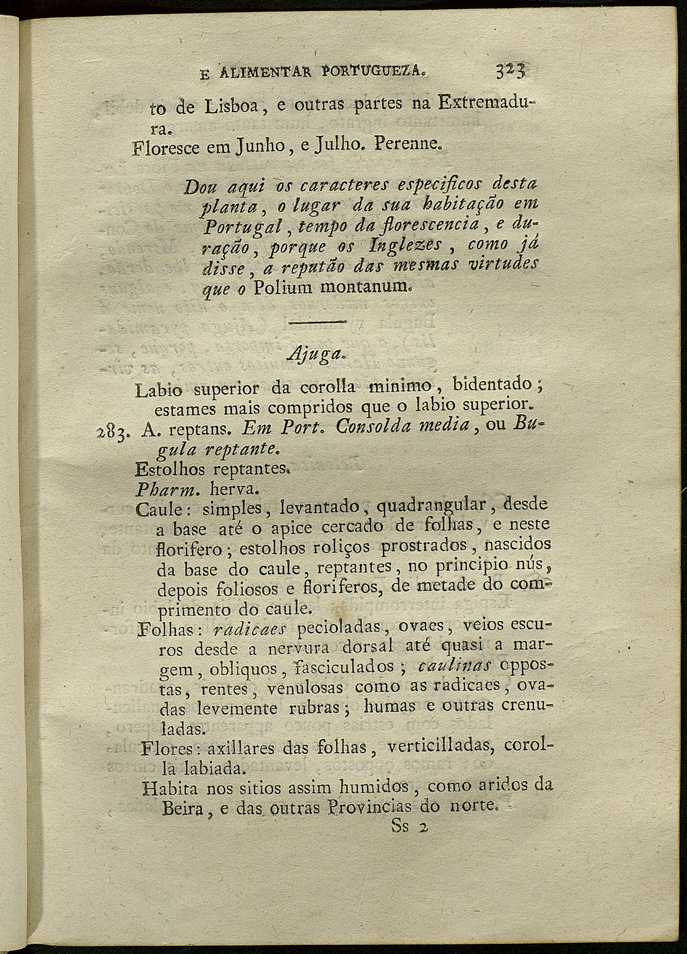 E ALIMENTAR PORTUGUEZA. 323
to de Lisboa, e outras partes na Extremadu-
ra.
Floresce em Junho, e Julho. Perenne.
Dou aqui os caracteres especificos desta
planta, o lugar da sua habitação em
Portugal, tempo da florescencia, e du-
ração, porque os Inglezes, como já
disse, a reputão das mesmas virtudes
que o Polium montanum.
Ajuga.
Labio superior da corolla minimo, bidentado;
estames mais compridos que o labio superior.
283. A. reptans. Em Port. Consolda media, ou Bu-
gula reptante.
Estolhos reptantes.
Pharm. herva.
Caule: simples, levantado, quadrangular, desde
a base até o apice cercado de folhas, e neste
florifero; estolhos roliços prostrados, nascidos
da base do caule, reptantes, no principio nús,
depois foliosos e floriferos, de metade do com-
primento do caule.
Folhas: radicaes pecioladas, ovaes, veios escu-
ros desde a nervura dorsal até quasi a mar-
gem, obliquos, fasciculados; caulinas oppos-
tas, rentes, venulosas como as radicaes, ova-
das levemente rubras; humas e outras crenu-
ladas.
Flores: axillares das folhas, verticilladas, corol-
la labiada.
Habita nos sitios assim humidos, como aridos da
Beira, e das outras Provincias do norte.
Ss 2